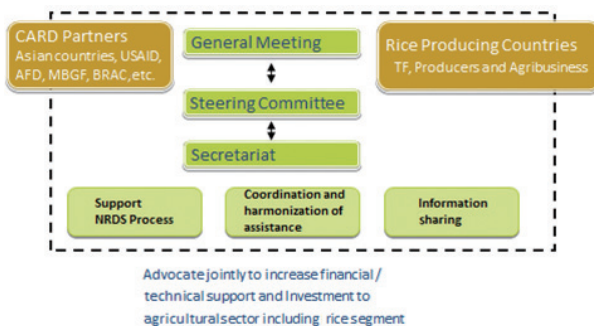 CARD Partners
Asian countries, USAID,
AFD, MBGF, BRAC, etc.
General Meeting
Rice Producing Countries
TF, Producers and Agribusiness
Steering Committee
Secretariat
Support
NRDS Process
Coordination and
harmonization of
assistance
Information
sharing
Advocate jointly to increase financial /
technical support and Investment to
agricultural sector including rice segment